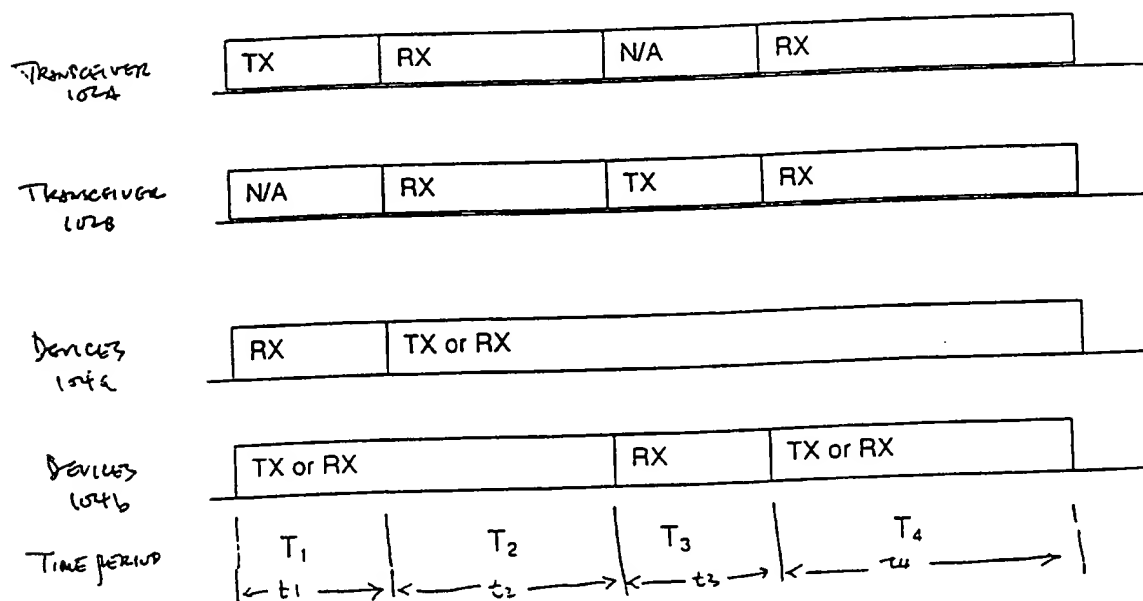 TRANSCEIVER
102A
TX RX N/A RX
TRANSCEIVER
102B
N/A RX TX RX
DEVICES
104a
RX TX or RX
DEVICES
104b
TX or RX RX TX or RX
TIME PERIOD
T1 T2 T3 T4
t1 t2 t3 t4